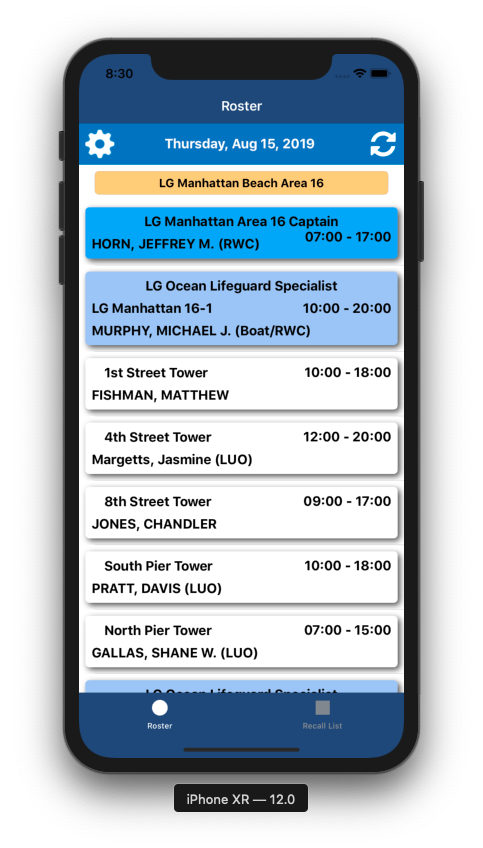 8:30
Roster
Thursday, Aug 15, 2019
LG Manhattan Beach Area 16
LG Manhattan Area 16 Captain
07:00 - 17:00
HORN, JEFFREY M. (RWC)
LG Ocean Lifeguard Specialist
LG Manhattan 16-1 10:00 - 20:00
MURPHY, MICHAEL J. (Boat/RWC)
1st Street Tower 10:00 - 18:00
FISHMAN, MATTHEW
4th Street Tower 12:00 - 20:00
Margetts, Jasmine (LUO)
8th Street Tower 09:00 - 17:00
JONES, CHANDLER
South Pier Tower 10:00 - 18:00
PRATT, DAVIS (LUO)
North Pier Tower 07:00 - 15:00
GALLAS, SHANE W. (LUO)
LG Ocean Lifeguard Specialist
Roster Recall List
iPhone XR — 12.0